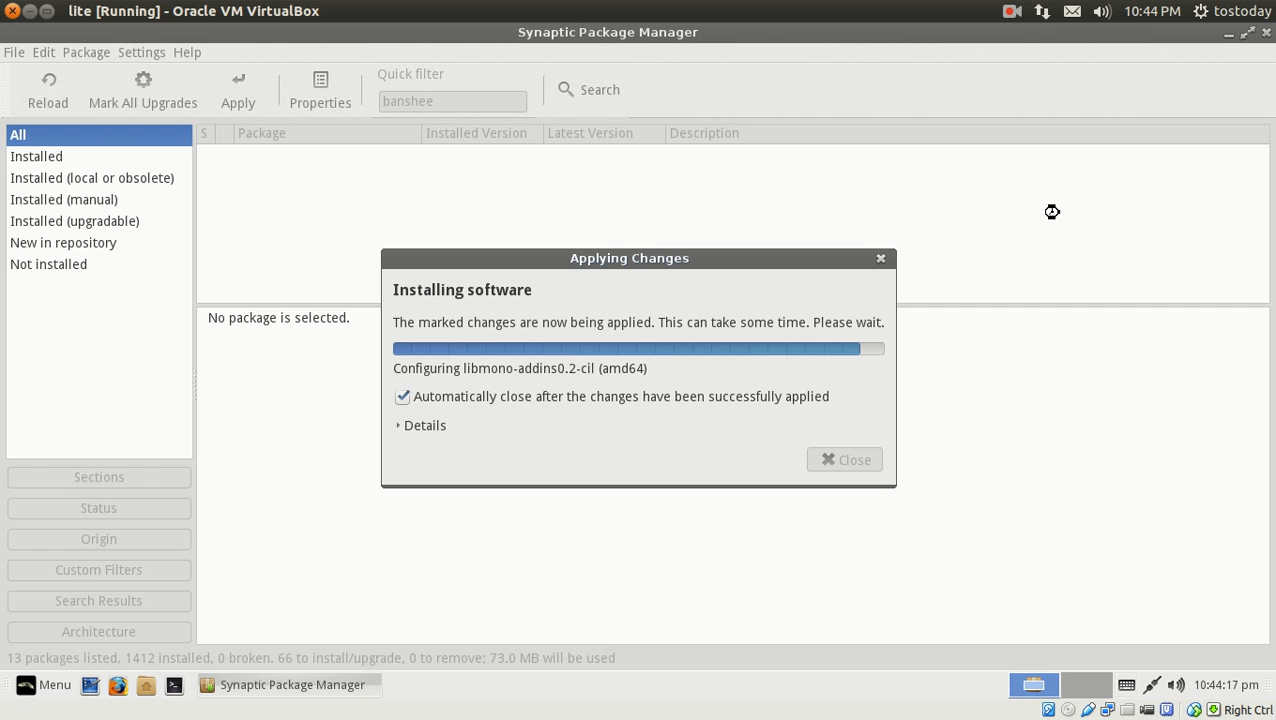 lite [Running] - Oracle VM VirtualBox
10:44 PM
tostoday
Synaptic Package Manager
File Edit Package Settings Help
Reload
Mark All Upgrades
Apply
Properties
Quick filter
banshee
Search
All
Installed
Installed (local or obsolete)
Installed (manual)
Installed (upgradable)
New in repository
Not installed
S Package Installed Version Latest Version Description
No package is selected.
Applying Changes
Installing software
The marked changes are now being applied. This can take some time. Please wait.
Configuring libmono-addins0.2-cil (amd64)
Automatically close after the changes have been successfully applied
Details
Close
Sections
Status
Origin
Custom Filters
Search Results
Architecture
13 packages listed, 1412 installed, 0 broken. 66 to install/upgrade, 0 to remove; 73.0 MB will be used
Menu
Synaptic Package Manager
10:44:17 pm
Right Ctrl